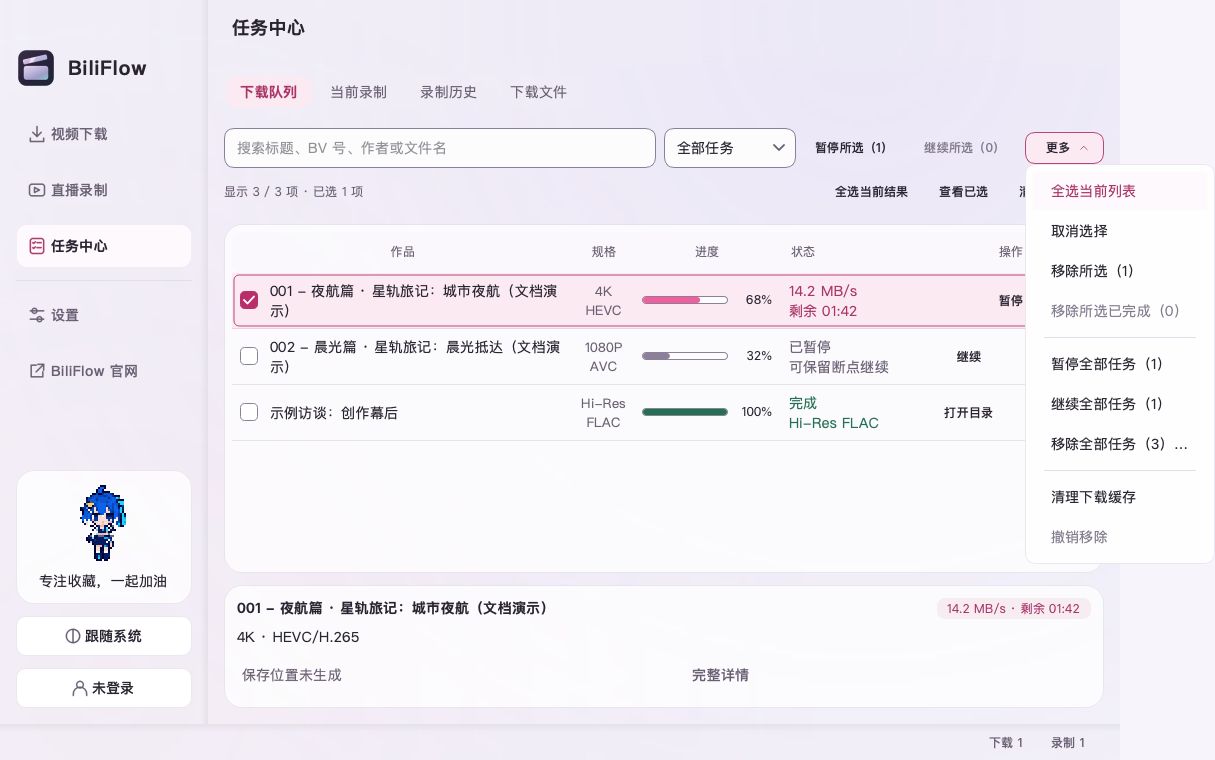 任务中心
BiliFlow
视频下载
直播录制
任务中心
设置
BiliFlow 官网
专注收藏，一起加油
跟随系统
未登录
下载队列 当前录制 录制历史 下载文件
搜索标题、BV 号、作者或文件名 全部任务 暂停所选（1） 继续所选（0） 更多
显示 3 / 3 项 · 已选 1 项 全选当前结果 查看已选
作品 规格 进度 状态 操作
001 – 夜航篇 · 星轨旅记：城市夜航（文档演
示）
4K
HEVC
68%
14.2 MB/s
剩余 01:42
暂停
002 – 晨光篇 · 星轨旅记：晨光抵达（文档演
示）
1080P
AVC
32%
已暂停
可保留断点继续
继续
示例访谈：创作幕后
Hi-Res
FLAC
100%
完成
Hi-Res FLAC
打开目录
全选当前列表
取消选择
移除所选（1）
移除所选已完成（0）
暂停全部任务（1）
继续全部任务（1）
移除全部任务（3）...
清理下载缓存
撤销移除
001 – 夜航篇 · 星轨旅记：城市夜航（文档演示） 14.2 MB/s · 剩余 01:42
4K · HEVC/H.265
保存位置未生成 完整详情
下载 1 录制 1